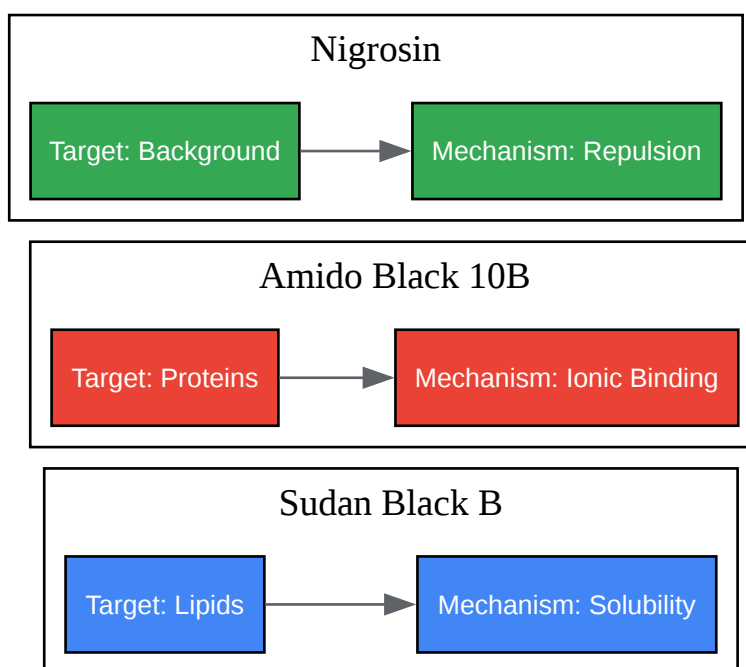 Nigrosin
Target: Background
Mechanism: Repulsion
Amido Black 10B
Target: Proteins
Mechanism: Ionic Binding
Sudan Black B
Target: Lipids
Mechanism: Solubility